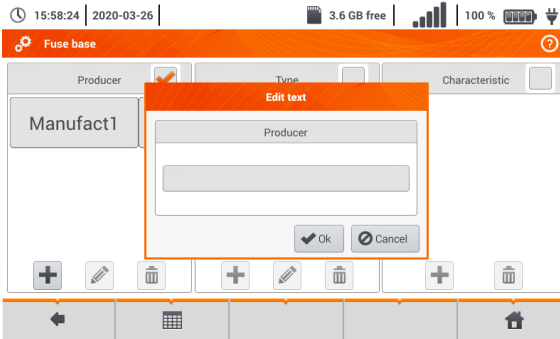 15:58:24 2020-03-26 3.6 GB free 100 %
Fuse base
Producer Type Characteristic
Edit text
Manufact1
Producer
Ok Cancel